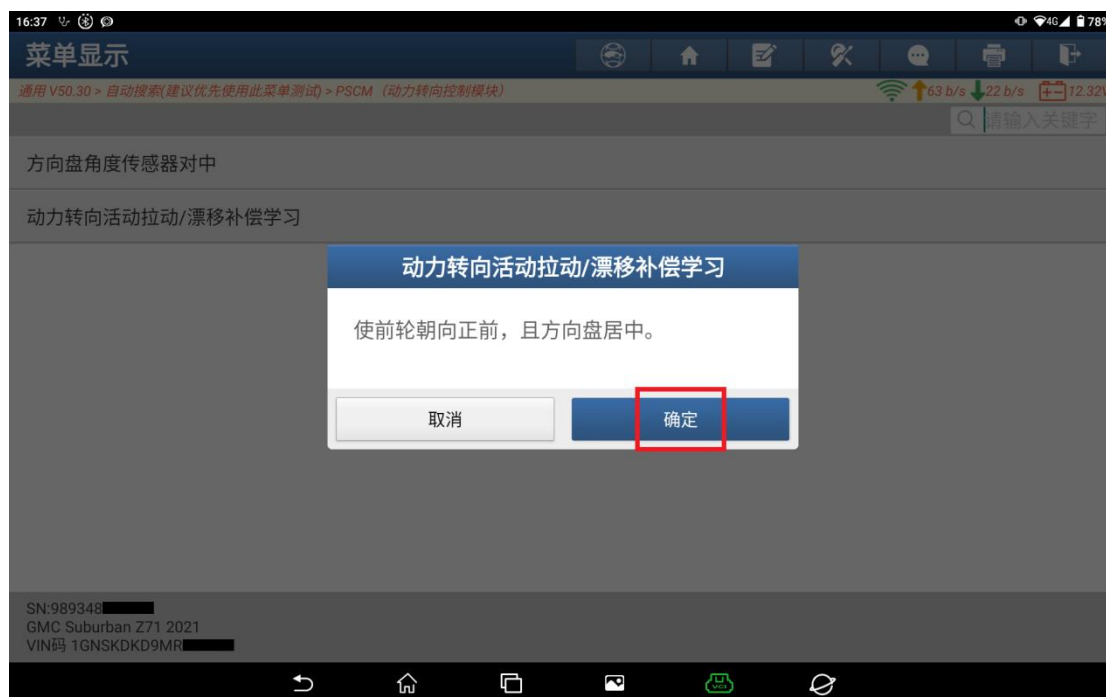 16:37
4G 78%
菜单显示
通用 V50.30 > 自动搜索(建议优先使用此菜单测试) > PSCM（动力转向控制模块）
63 b/s 22 b/s 12.32V
请输入关键字
方向盘角度传感器对中
动力转向活动拉动/漂移补偿学习
动力转向活动拉动/漂移补偿学习
使前轮朝向正前，且方向盘居中。
取消
确定
SN:989348
GMC Suburban Z71 2021
VIN码 1GNSKDKD9MR
VCI